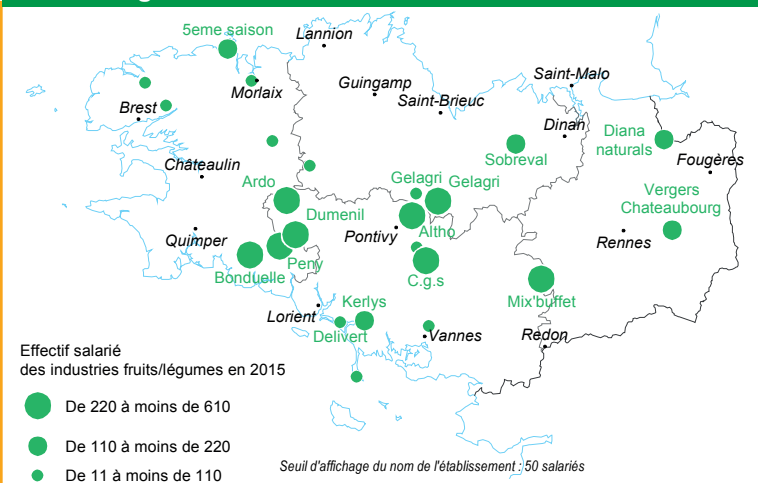 5eme saison
Lannion
Morlaix
Guingamp
Saint-Brieuc
Saint-Malo
Brest
Dinan
Diana
naturals
Fougères
Sobreval
Châteaulin
Ardo
Gelagri
Gelagri
Vergers
Chateaubourg
Dumenil
Quimper
Pontivy
Altho
Rennes
Peny
Bonduelle
C.g.s
Mix'buffet
Kerlys
Lorient
Delivert
Vannes
Redon
Effectif salarié
des industries fruits/légumes en 2015
De 220 à moins de 610
De 110 à moins de 220
De 11 à moins de 110
Seuil d'affichage du nom de l'établissement : 50 salariés